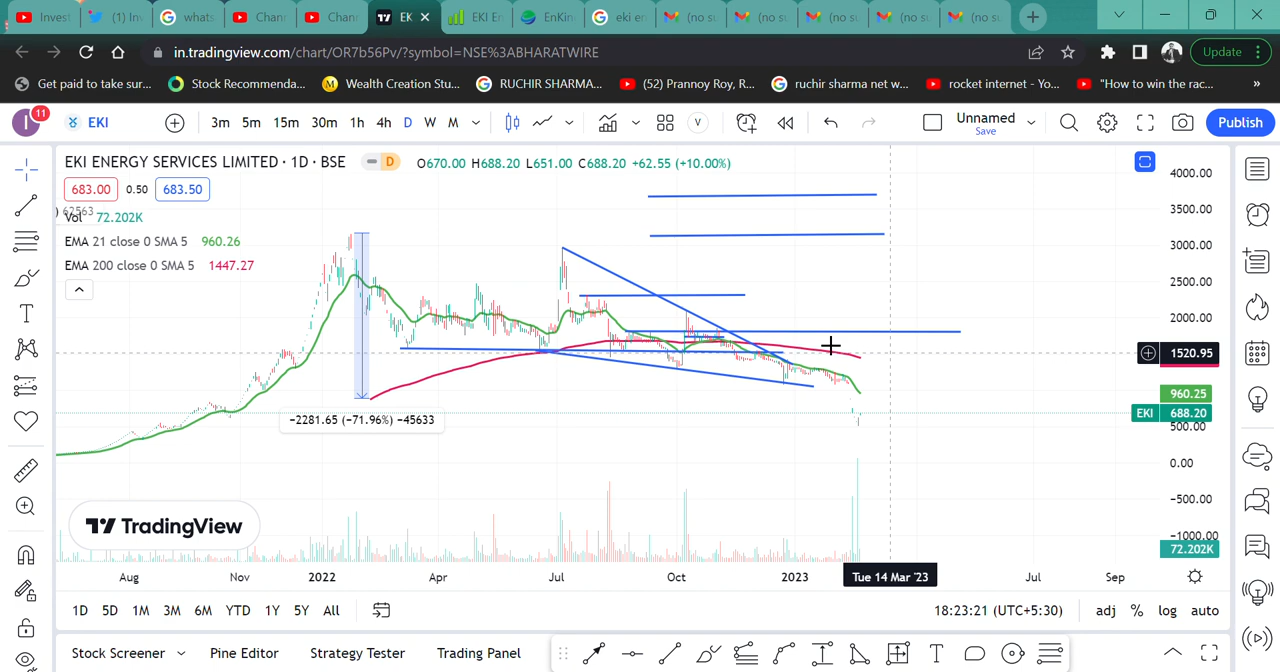 Invest
(1) Inv
whats
Chann
Chann
EK
EKI En
EnKin
eki en
(no su
(no su
(no su
(no su
(no su
in.tradingview.com/chart/OR7b56Pv/?symbol=NSE%3ABHARATWIRE
Update
Get paid to take sur...
Stock Recommenda...
Wealth Creation Stu...
RUCHIR SHARMA...
(52) Prannoy Roy, R...
ruchir sharma net w...
rocket internet - Yo...
"How to win the rac...
»
I
11
EKI
3m 5m 15m 30m 1h 4h D W M
V
Unnamed
Save
Publish
EKI ENERGY SERVICES LIMITED · 1D · BSE
D
O670.00 H688.20 L651.00 C688.20 +62.55 (+10.00%)
683.00 0.50 683.50
) 62563
Vol 72.202K
EMA 21 close 0 SMA 5 960.26
EMA 200 close 0 SMA 5 1447.27
4000.00
3500.00
3000.00
2500.00
2000.00
1520.95
960.25
EKI 688.20
500.00
0.00
−500.00
−1000.00
72.202K
−2281.65 (−71.96%) −45633
TradingView
Aug Nov 2022 Apr Jul Oct 2023 Tue 14 Mar '23 Jul Sep
1D 5D 1M 3M 6M YTD 1Y 5Y All
18:23:21 (UTC+5:30)
adj % log auto
Stock Screener
Pine Editor
Strategy Tester
Trading Panel
T